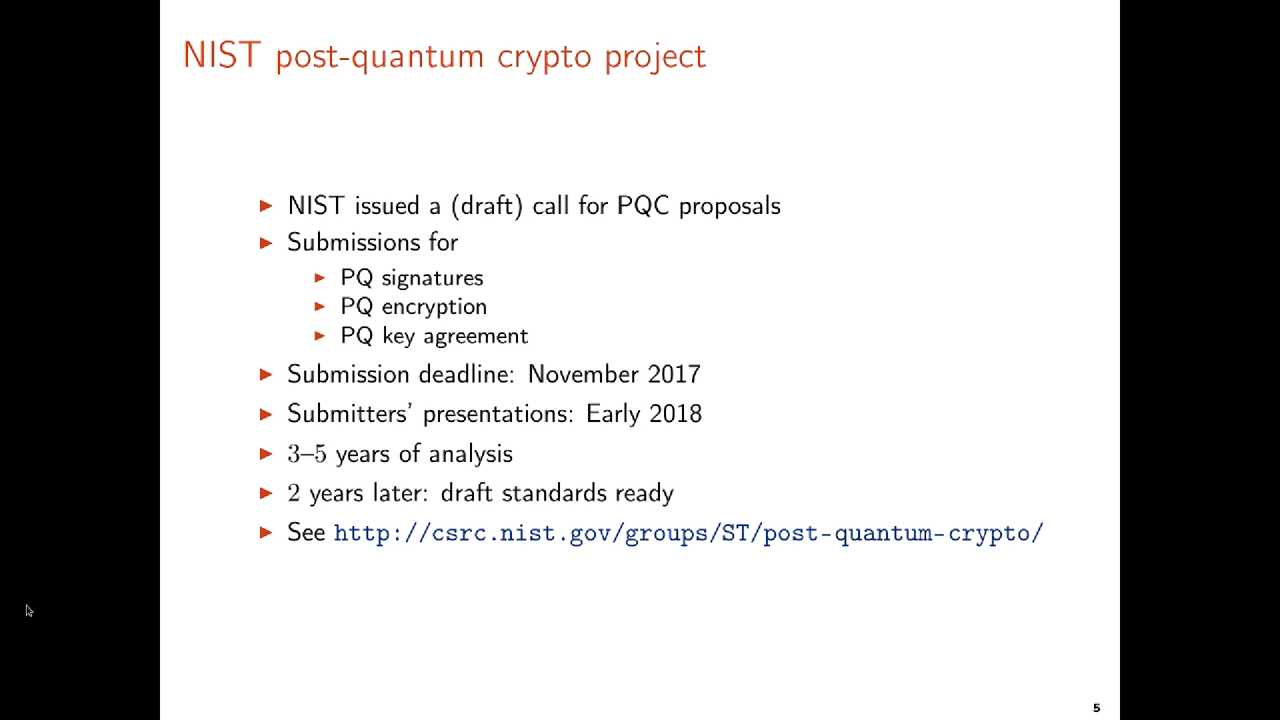 NIST post-quantum crypto project
NIST issued a (draft) call for PQC proposals
Submissions for
PQ signatures
PQ encryption
PQ key agreement
Submission deadline: November 2017
Submitters' presentations: Early 2018
3–5 years of analysis
2 years later: draft standards ready
See http://csrc.nist.gov/groups/ST/post-quantum-crypto/
5